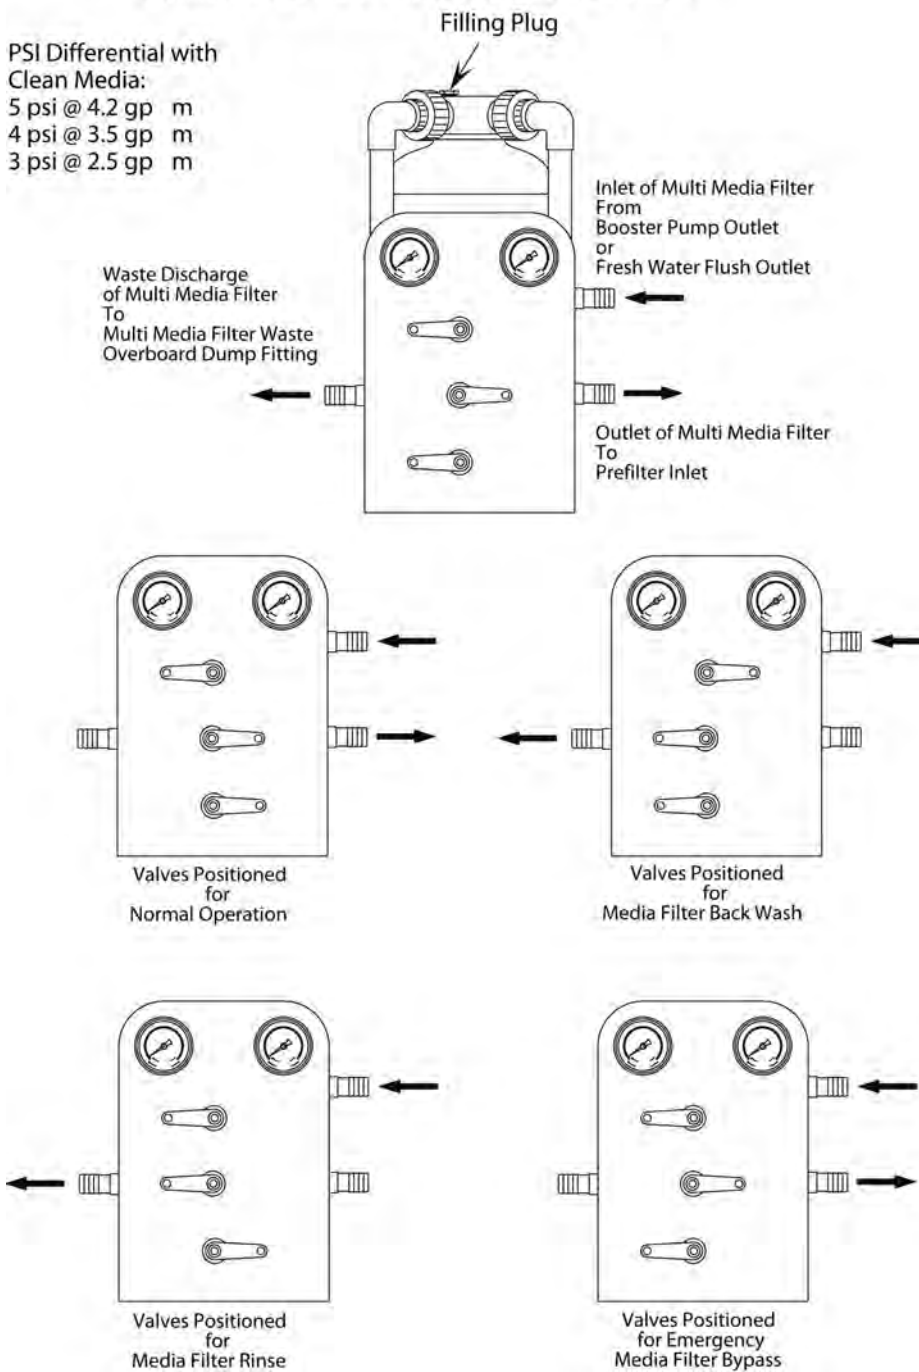 Filling Plug
PSI Differential with
Clean Media:
5 psi @ 4.2 gp m
4 psi @ 3.5 gp m
3 psi @ 2.5 gp m
Inlet of Multi Media Filter
From
Booster Pump Outlet
or
Fresh Water Flush Outlet
Waste Discharge
of Multi Media Filter
To
Multi Media Filter Waste
Overboard Dump Fitting
Outlet of Multi Media Filter
To
Prefilter Inlet
Valves Positioned
for
Normal Operation
Valves Positioned
for
Media Filter Back Wash
Valves Positioned
for
Media Filter Rinse
Valves Positioned
for Emergency
Media Filter Bypass